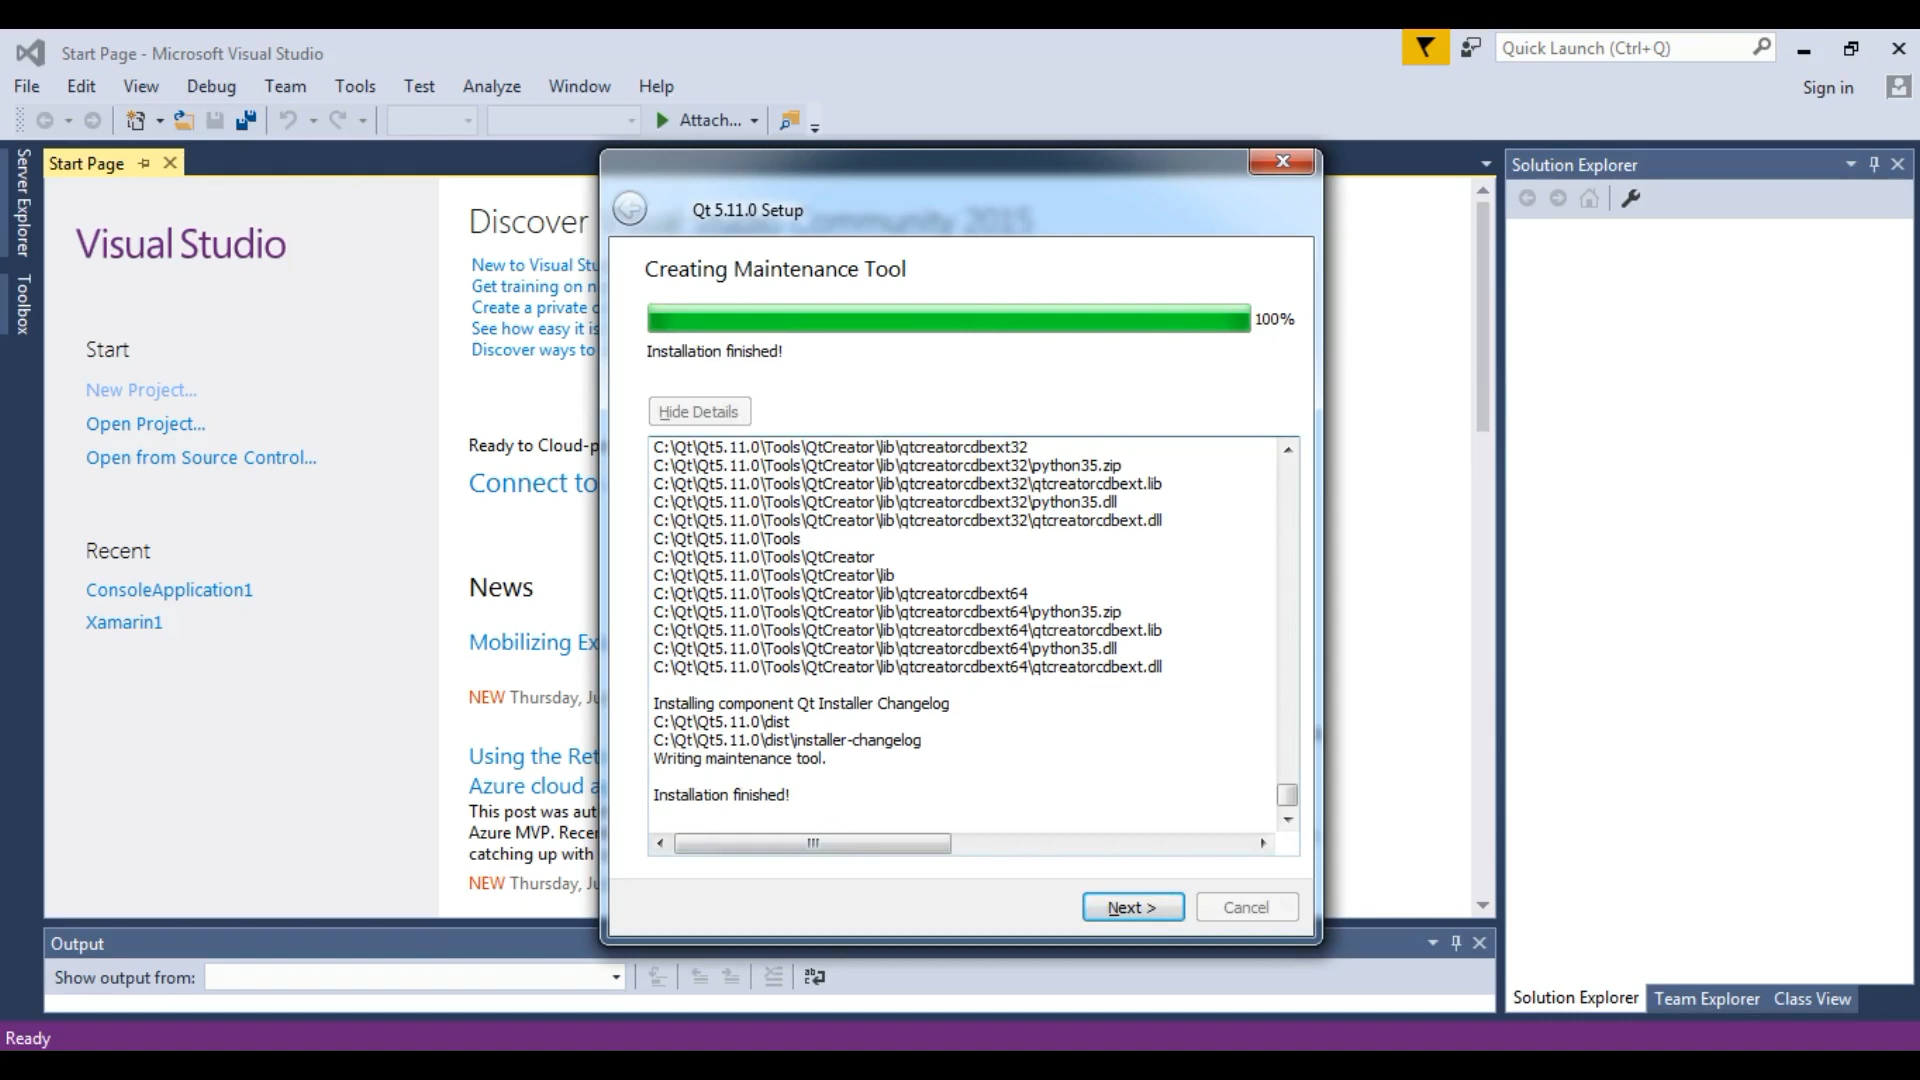 Start Page - Microsoft Visual Studio
Quick Launch (Ctrl+Q)
File Edit View Debug Team Tools Test Analyze Window Help
Sign in
Attach...
Server Explorer
Toolbox
Start Page
Visual Studio
Start
New Project...
Open Project...
Open from Source Control...
Recent
ConsoleApplication1
Xamarin1
Discover
Community 2015
New to Visual Stu
Get training on n
Create a private c
See how easy it is
Discover ways to
Ready to Cloud-p
Connect to
News
Mobilizing Ex
NEW Thursday, Ju
Using the Ret
Azure cloud a
This post was aut
Azure MVP. Recen
catching up with
NEW Thursday, Ju
Qt 5.11.0 Setup
Creating Maintenance Tool
100%
Installation finished!
Hide Details
C:\Qt\Qt5.11.0\Tools\QtCreator\lib\qtcreatorcdbext32
C:\Qt\Qt5.11.0\Tools\QtCreator\lib\qtcreatorcdbext32\python35.zip
C:\Qt\Qt5.11.0\Tools\QtCreator\lib\qtcreatorcdbext32\qtcreatorcdbext.lib
C:\Qt\Qt5.11.0\Tools\QtCreator\lib\qtcreatorcdbext32\python35.dll
C:\Qt\Qt5.11.0\Tools\QtCreator\lib\qtcreatorcdbext32\qtcreatorcdbext.dll
C:\Qt\Qt5.11.0\Tools
C:\Qt\Qt5.11.0\Tools\QtCreator
C:\Qt\Qt5.11.0\Tools\QtCreator\lib
C:\Qt\Qt5.11.0\Tools\QtCreator\lib\qtcreatorcdbext64
C:\Qt\Qt5.11.0\Tools\QtCreator\lib\qtcreatorcdbext64\python35.zip
C:\Qt\Qt5.11.0\Tools\QtCreator\lib\qtcreatorcdbext64\qtcreatorcdbext.lib
C:\Qt\Qt5.11.0\Tools\QtCreator\lib\qtcreatorcdbext64\python35.dll
C:\Qt\Qt5.11.0\Tools\QtCreator\lib\qtcreatorcdbext64\qtcreatorcdbext.dll
Installing component Qt Installer Changelog
C:\Qt\Qt5.11.0\dist
C:\Qt\Qt5.11.0\dist\installer-changelog
Writing maintenance tool.
Installation finished!
Next >
Cancel
Solution Explorer
Output
Show output from:
Solution Explorer Team Explorer Class View
Ready